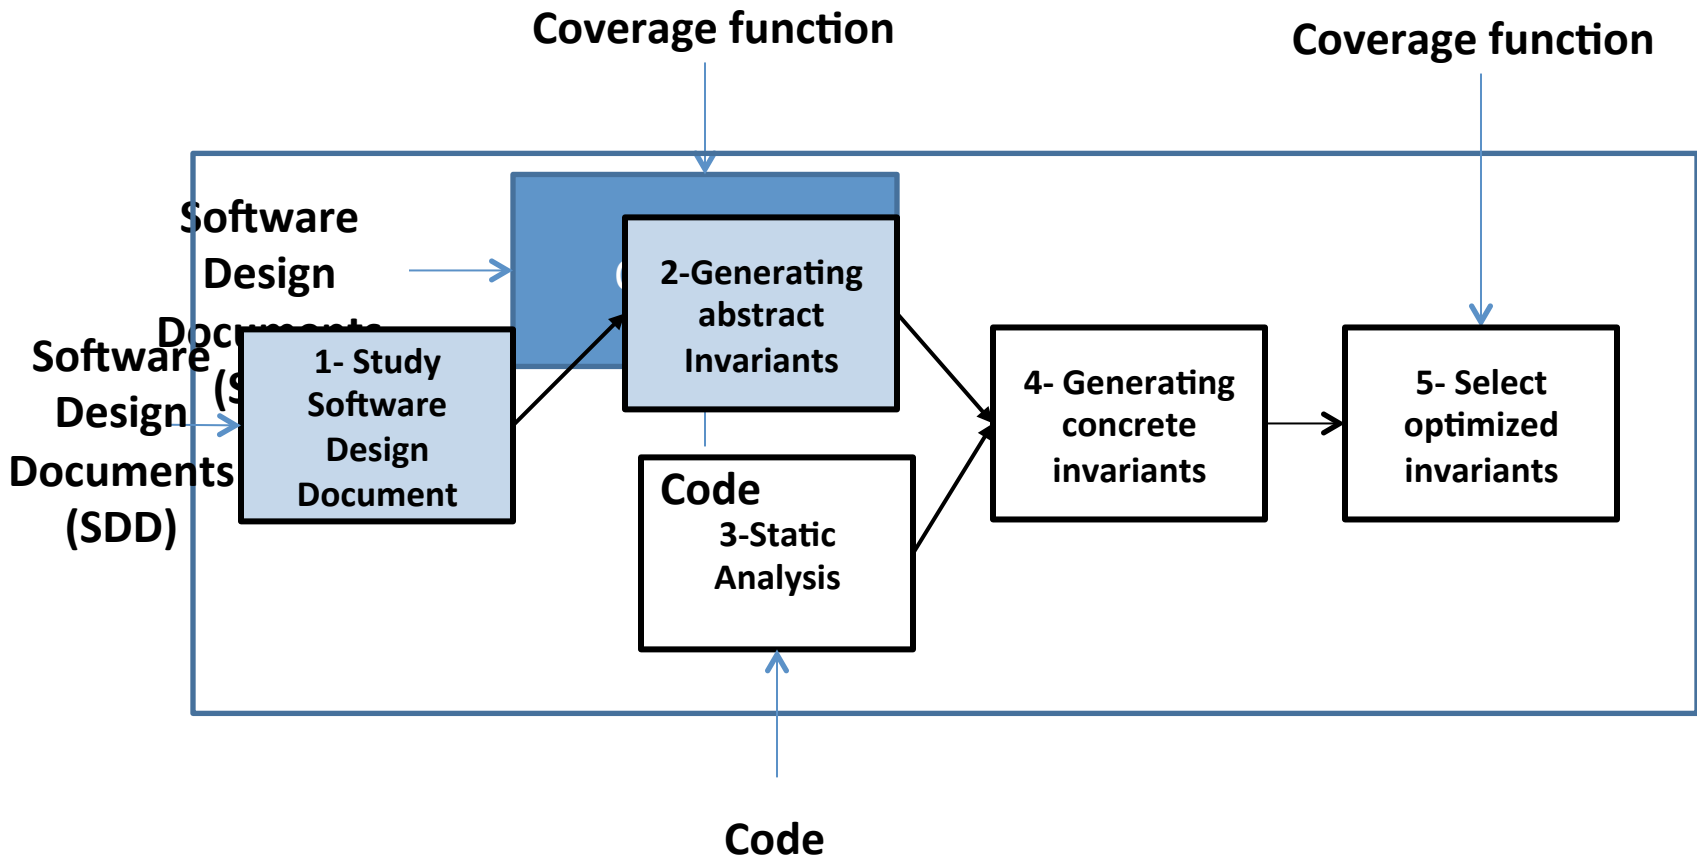 Coverage function
Coverage function
Software
Design
Documents
Software
Design
Documents
(SDD)
1- Study
Software
Design
Document
2-Generating
abstract
Invariants
Code
3-Static
Analysis
4- Generating
concrete
invariants
5- Select
optimized
invariants
Code